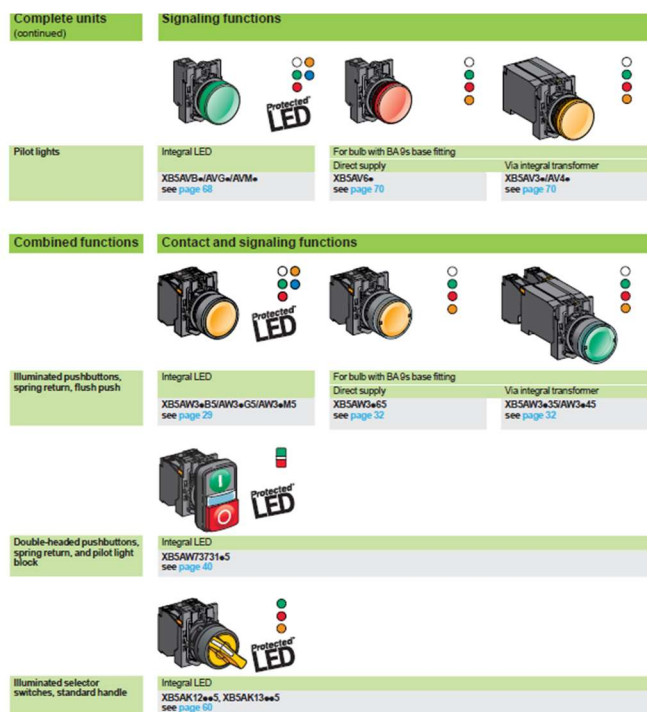 Complete units
(continued)
Signaling functions
Protected
LED
Pilot lights
Integral LED
For bulb with BA 9s base fitting
Direct supply
Via integral transformer
XB5AVB●/AVG●/AVM●
see page 68
XB5AV6●
see page 70
XB5AV3●/AV4●
see page 70
Combined functions
Contact and signaling functions
Protected
LED
Illuminated pushbuttons,
spring return, flush push
Integral LED
For bulb with BA 9s base fitting
Direct supply
Via integral transformer
XB5AW3●B5/AW3●G5/AW3●M5
see page 29
XB5AW3●65
see page 32
XB5AW3●35/AW3●45
see page 32
I
O
Protected
LED
Double-headed pushbuttons,
spring return, and pilot light
block
Integral LED
XB5AW73731●5
see page 40
Protected
LED
Illuminated selector
switches, standard handle
Integral LED
XB5AK12●●5, XB5AK13●●5
see page 60